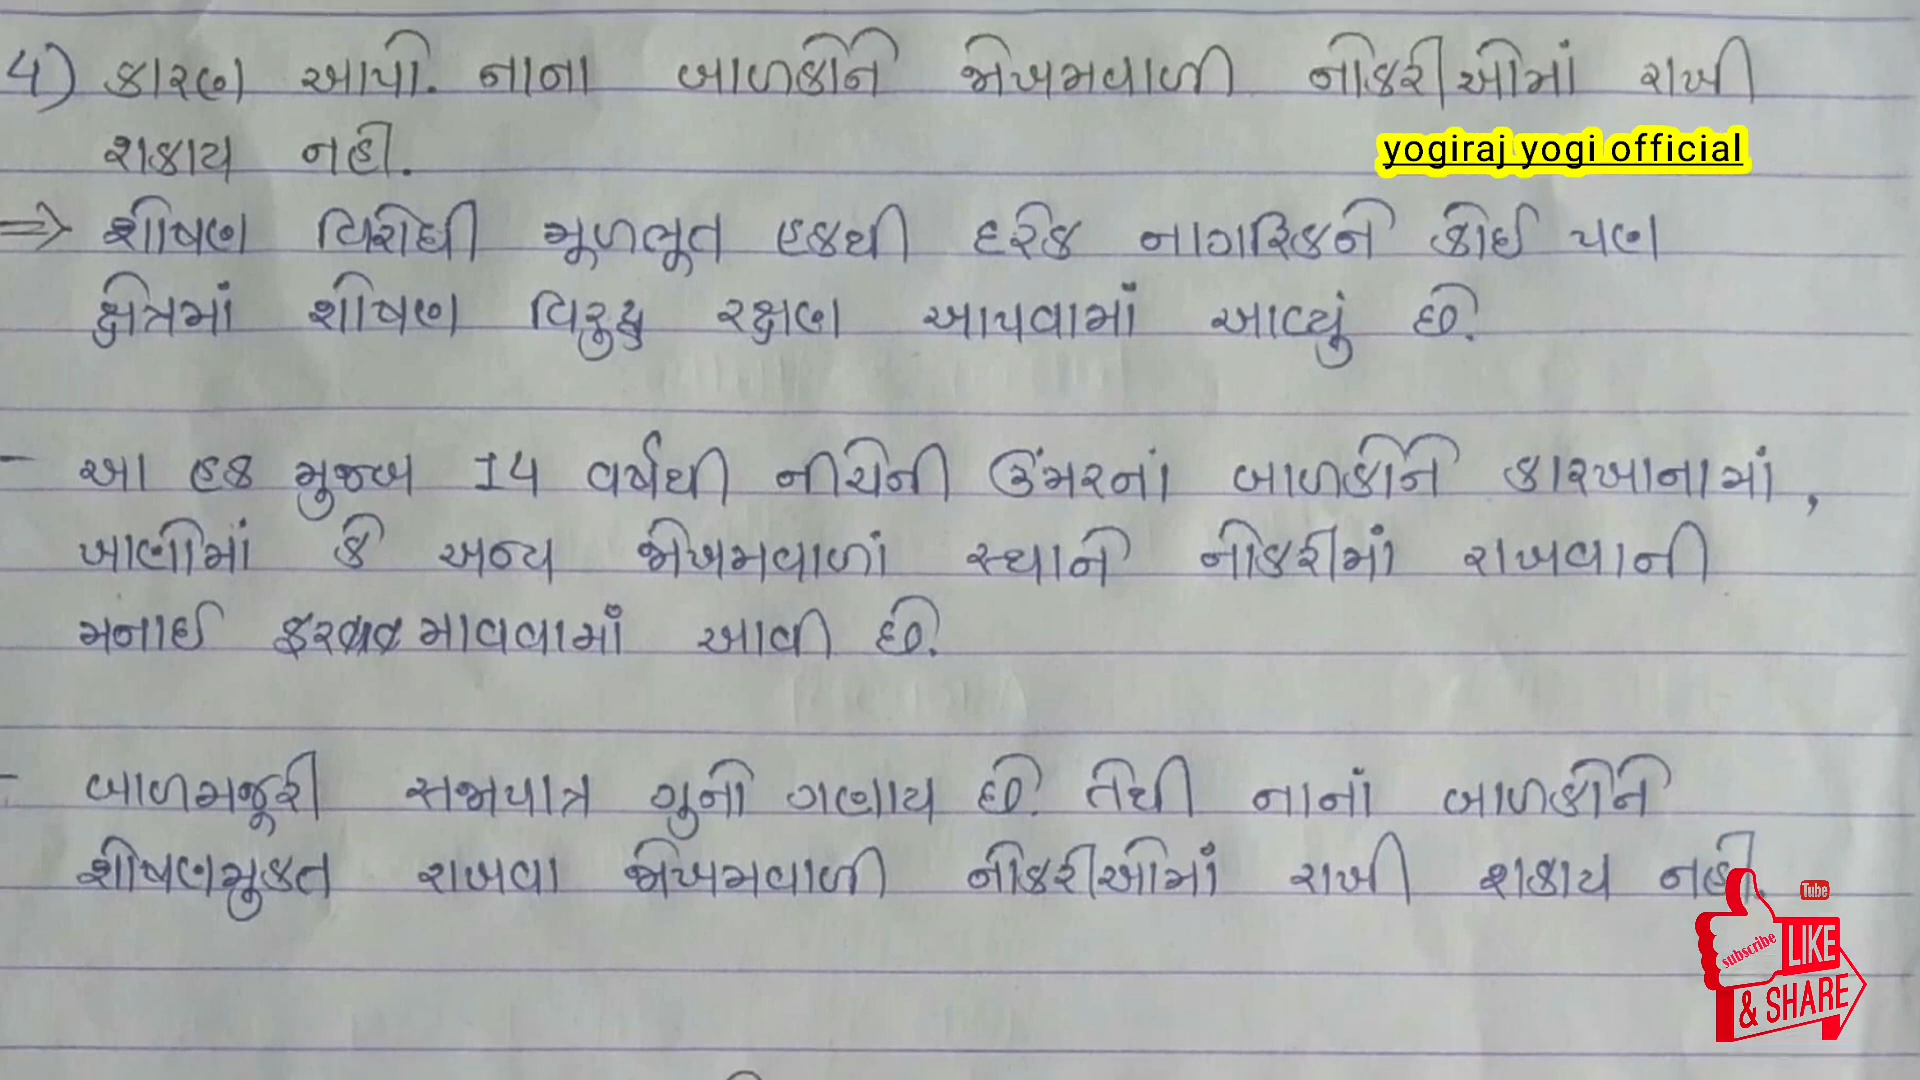 4) કારણ આપો. નાના બાળકોને જોખમવાળી નોકરીઓમાં રાખી
શકાય નહી.
yogiraj yogi official
⇒ શોષણ વિરોધી મૂળભૂત હકથી દરેક નાગરિકને કોઈ પણ
ક્ષેત્રમાં શોષણ વિરુદ્ધ રક્ષણ આપવામાં આવ્યું છે.
- આ હક મુજબ 14 વર્ષથી નીચેની ઉંમરનાં બાળકોને કારખાનામાં,
ખાણોમાં કે અન્ય જોખમવાળાં સ્થાને નોકરીમાં રાખવાની
મનાઈ ફરમાવવામાં આવી છે.
- બાળમજૂરી સજાપાત્ર ગુનો ગણાય છે. તેથી નાનાં બાળકોને
શોષણમુક્ત રાખવા જોખમવાળી નોકરીઓમાં રાખી શકાય નહી.
Tube
subscribe
LIKE
& SHARE